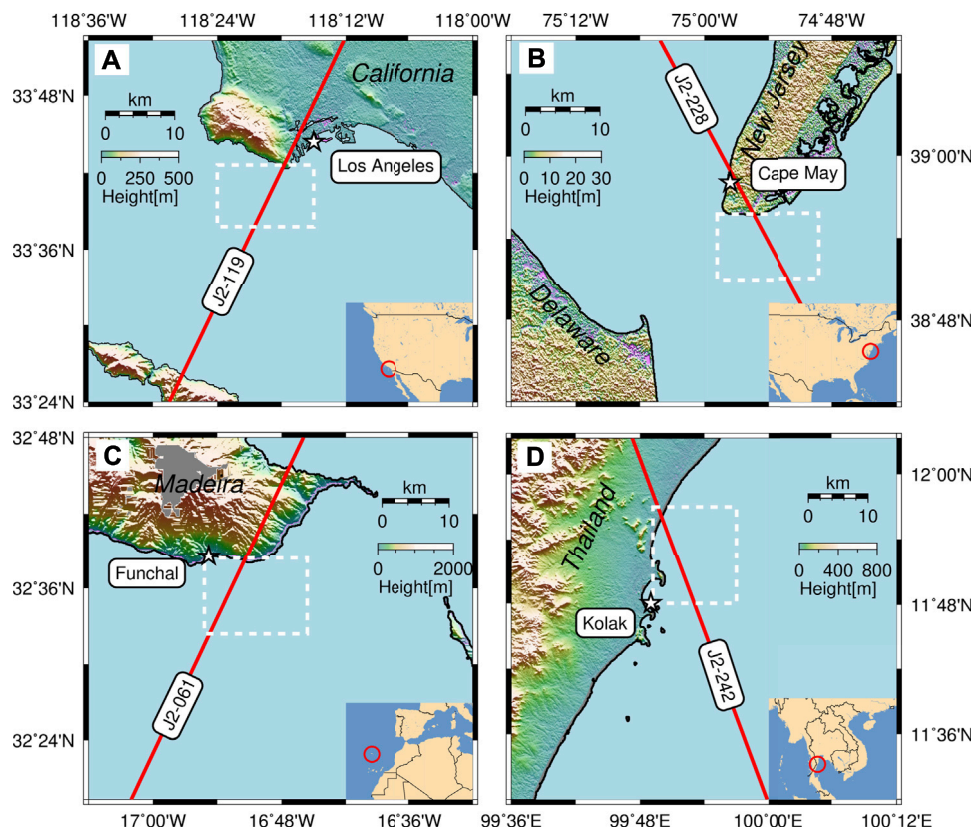 118°36'W 118°24'W 118°12'W 118°00'W
75°12'W 75°00'W 74°48'W
A
California
33°48'N
km
0 10
0 250 500
Height[m]
Los Angeles
33°36'N
J2-119
33°24'N
B
J2-228
New Jersey
km
0 10
39°00'N
Cape May
0 10 20 30
Height[m]
Delaware
38°48'N
32°48'N
C
Madeira
km
0 10
0 2000
Height[m]
Funchal
32°36'N
J2-061
32°24'N
17°00'W 16°48'W 16°36'W
D
12°00'N
Thailand
km
0 10
0 400 800
Height[m]
11°48'N
Kolak
J2-242
11°36'N
99°36'E 99°48'E 100°00'E 100°12'E